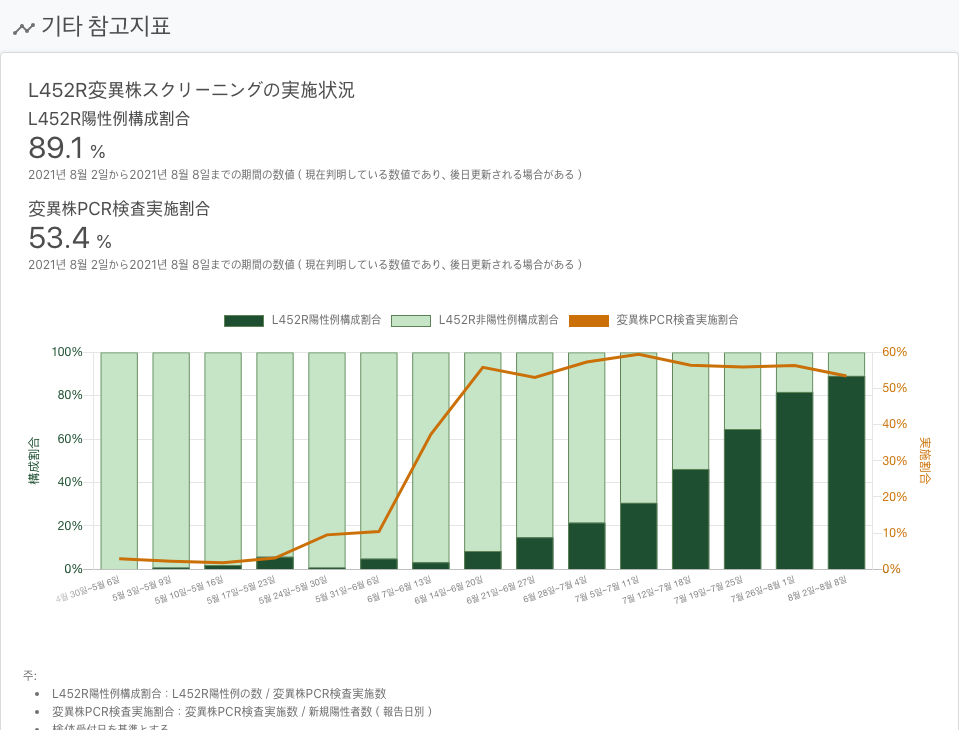 기타 참고지표
L452R変異株スクリーニングの実施状況
L452R陽性例構成割合
89.1 %
2021년 8월 2일から2021년 8월 8일までの期間の数値 ( 現在判明している数値であり、後日更新される場合がある )
変異株PCR検査実施割合
53.4 %
2021년 8월 2일から2021년 8월 8일までの期間の数値 ( 現在判明している数値であり、後日更新される場合がある )
L452R陽性例構成割合 L452R非陽性例構成割合 変異株PCR検査実施割合
100% 60%
80% 50%
60% 40%
40% 30%
20% 20%
0% 10%
0%
構成割合
実施割合
4월 30일~5월 6일
5월 3일~5월 9일
5월 10일~5월 16일
5월 17일~5월 23일
5월 24일~5월 30일
5월 31일~6월 6일
6월 7일~6월 13일
6월 14일~6월 20일
6월 21일~6월 27일
6월 28일~7월 4일
7월 5일~7월 11일
7월 12일~7월 18일
7월 19일~7월 25일
7월 26일~8월 1일
8월 2일~8월 8일
주:
• L452R陽性例構成割合：L452R陽性例の数 / 変異株PCR検査実施数
• 変異株PCR検査実施割合：変異株PCR検査実施数 / 新規陽性者数 ( 報告日別 )
• 検体受付日を基準とする